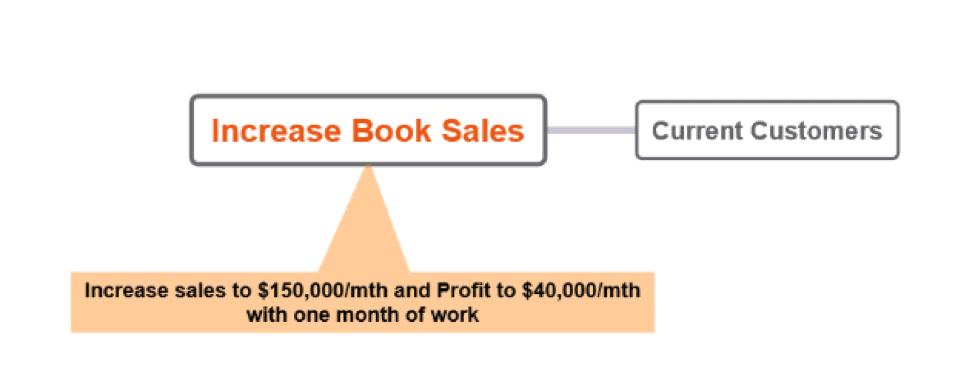 Increase Book Sales
Current Customers
Increase sales to $150,000/mth and Profit to $40,000/mth
with one month of work